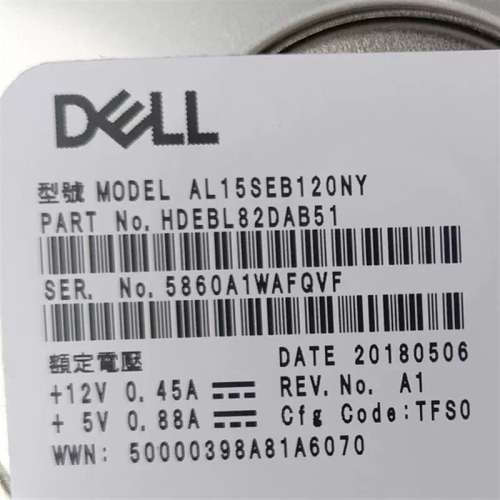 DELL
型號 MODEL AL15SEB120NY
PART No. HDEBL82DAB51
SER. No. 5860A1WAFQVF
額定電壓 DATE 20180506
+12V 0.45A REV.No. A1
+ 5V 0.88A Cfg Code:TFS0
WWN: 50000398A81A6070